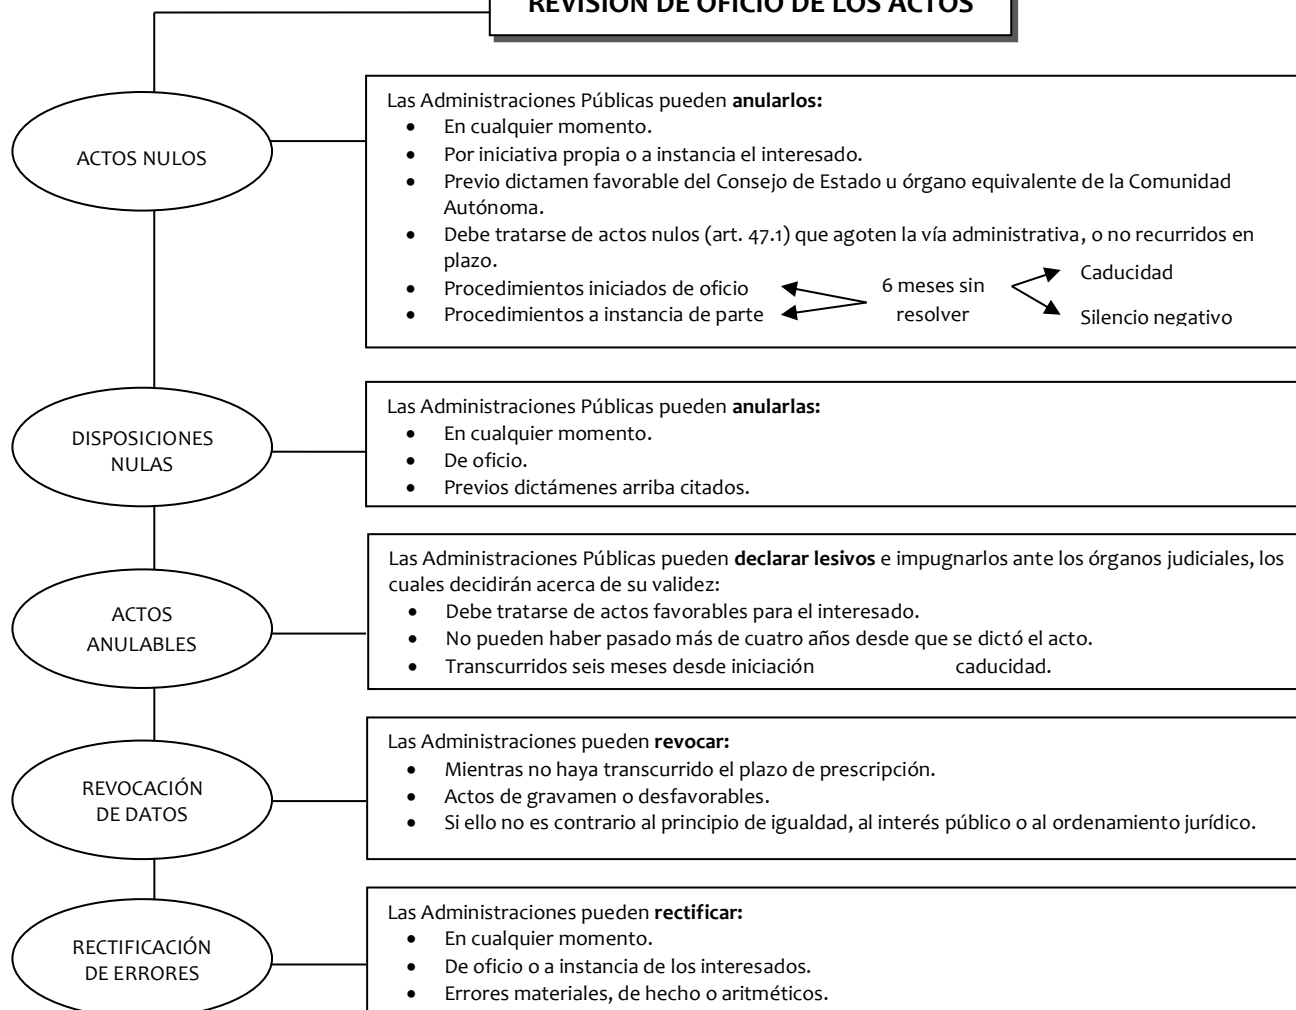 REVISIÓN DE OFICIO DE LOS ACTOS
ACTOS NULOS
Las Administraciones Públicas pueden anularlos:
• En cualquier momento.
• Por iniciativa propia o a instancia el interesado.
• Previo dictamen favorable del Consejo de Estado u órgano equivalente de la Comunidad
Autónoma.
• Debe tratarse de actos nulos (art. 47.1) que agoten la vía administrativa, o no recurridos en
plazo.
• Procedimientos iniciados de oficio
• Procedimientos a instancia de parte
6 meses sin
resolver
Caducidad
Silencio negativo
DISPOSICIONES
NULAS
Las Administraciones Públicas pueden anularlas:
• En cualquier momento.
• De oficio.
• Previos dictámenes arriba citados.
ACTOS
ANULABLES
Las Administraciones Públicas pueden declarar lesivos e impugnarlos ante los órganos judiciales, los
cuales decidirán acerca de su validez:
• Debe tratarse de actos favorables para el interesado.
• No pueden haber pasado más de cuatro años desde que se dictó el acto.
• Transcurridos seis meses desde iniciación caducidad.
REVOCACIÓN
DE DATOS
Las Administraciones pueden revocar:
• Mientras no haya transcurrido el plazo de prescripción.
• Actos de gravamen o desfavorables.
• Si ello no es contrario al principio de igualdad, al interés público o al ordenamiento jurídico.
RECTIFICACIÓN
DE ERRORES
Las Administraciones pueden rectificar:
• En cualquier momento.
• De oficio o a instancia de los interesados.
• Errores materiales, de hecho o aritméticos.